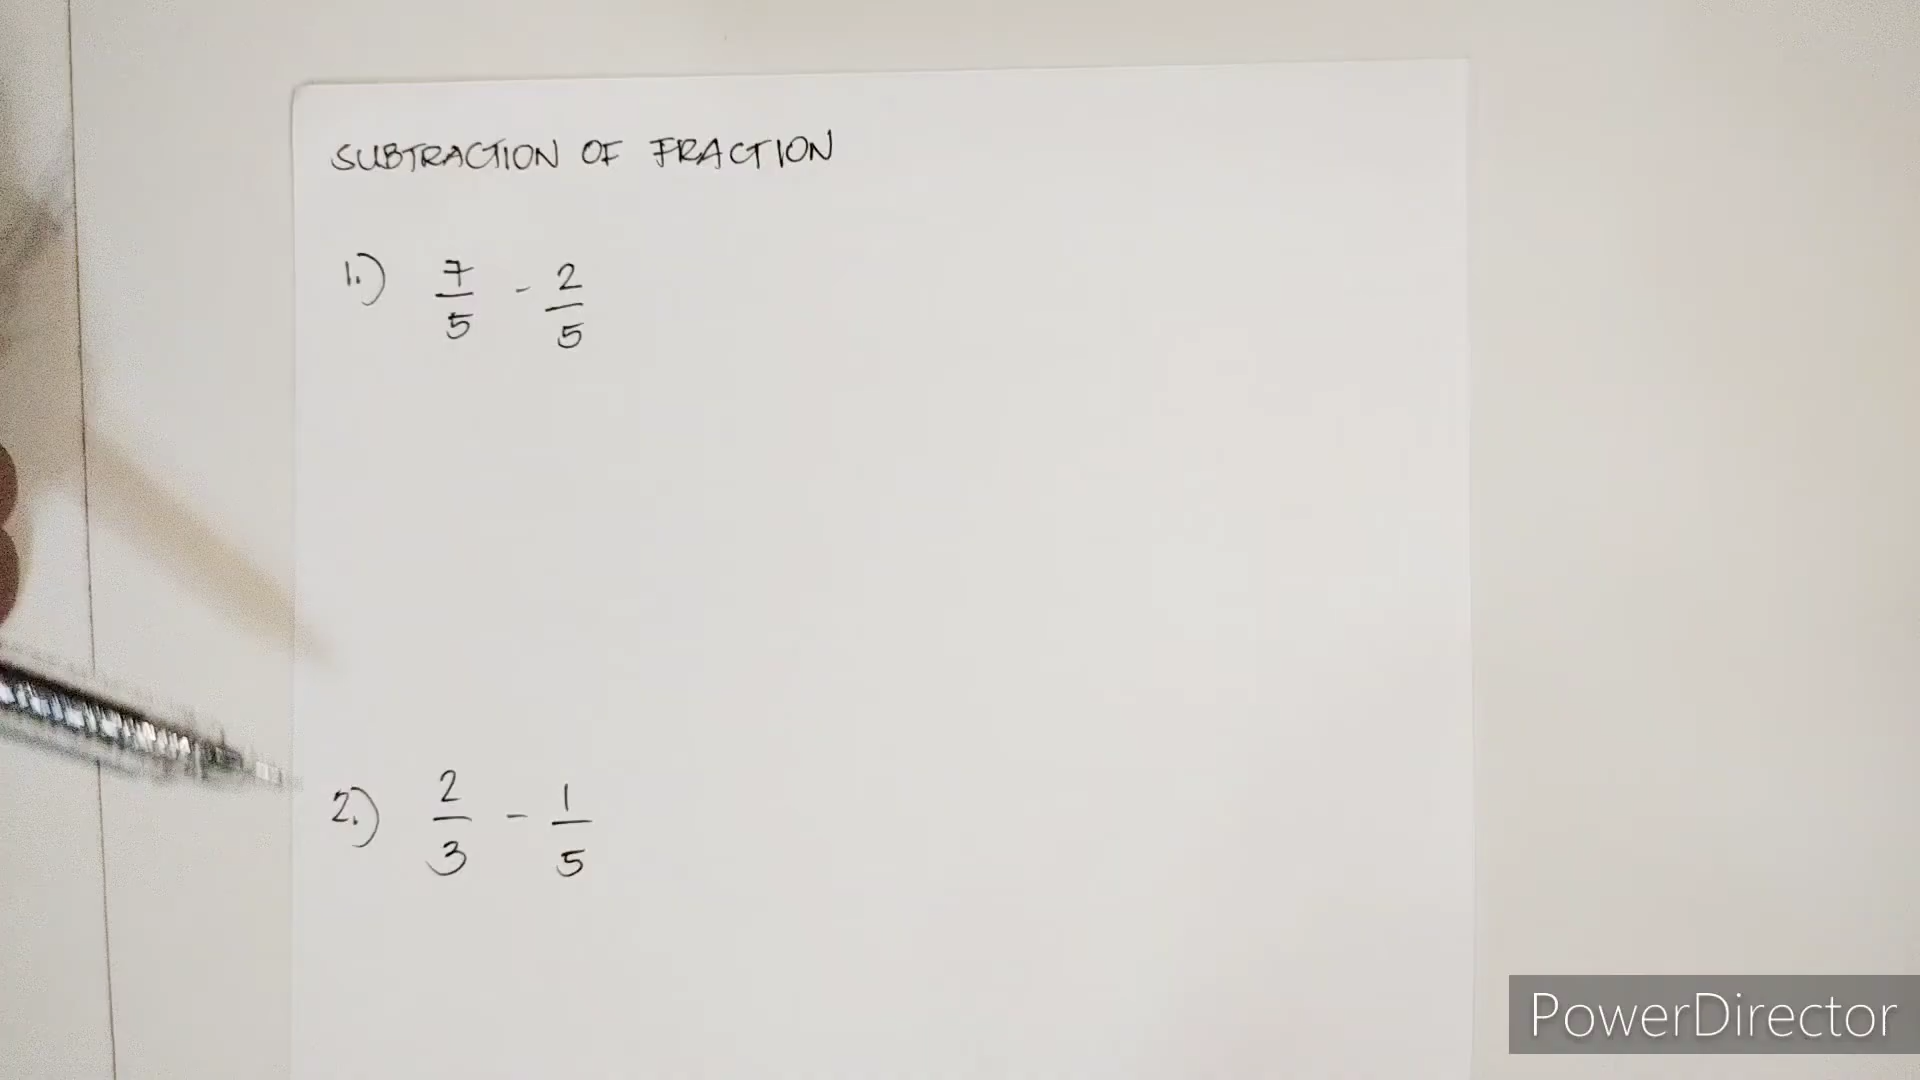 SUBTRACTION OF FRACTION
1.) 7/5 - 2/5
2.) 2/3 - 1/5
PowerDirector